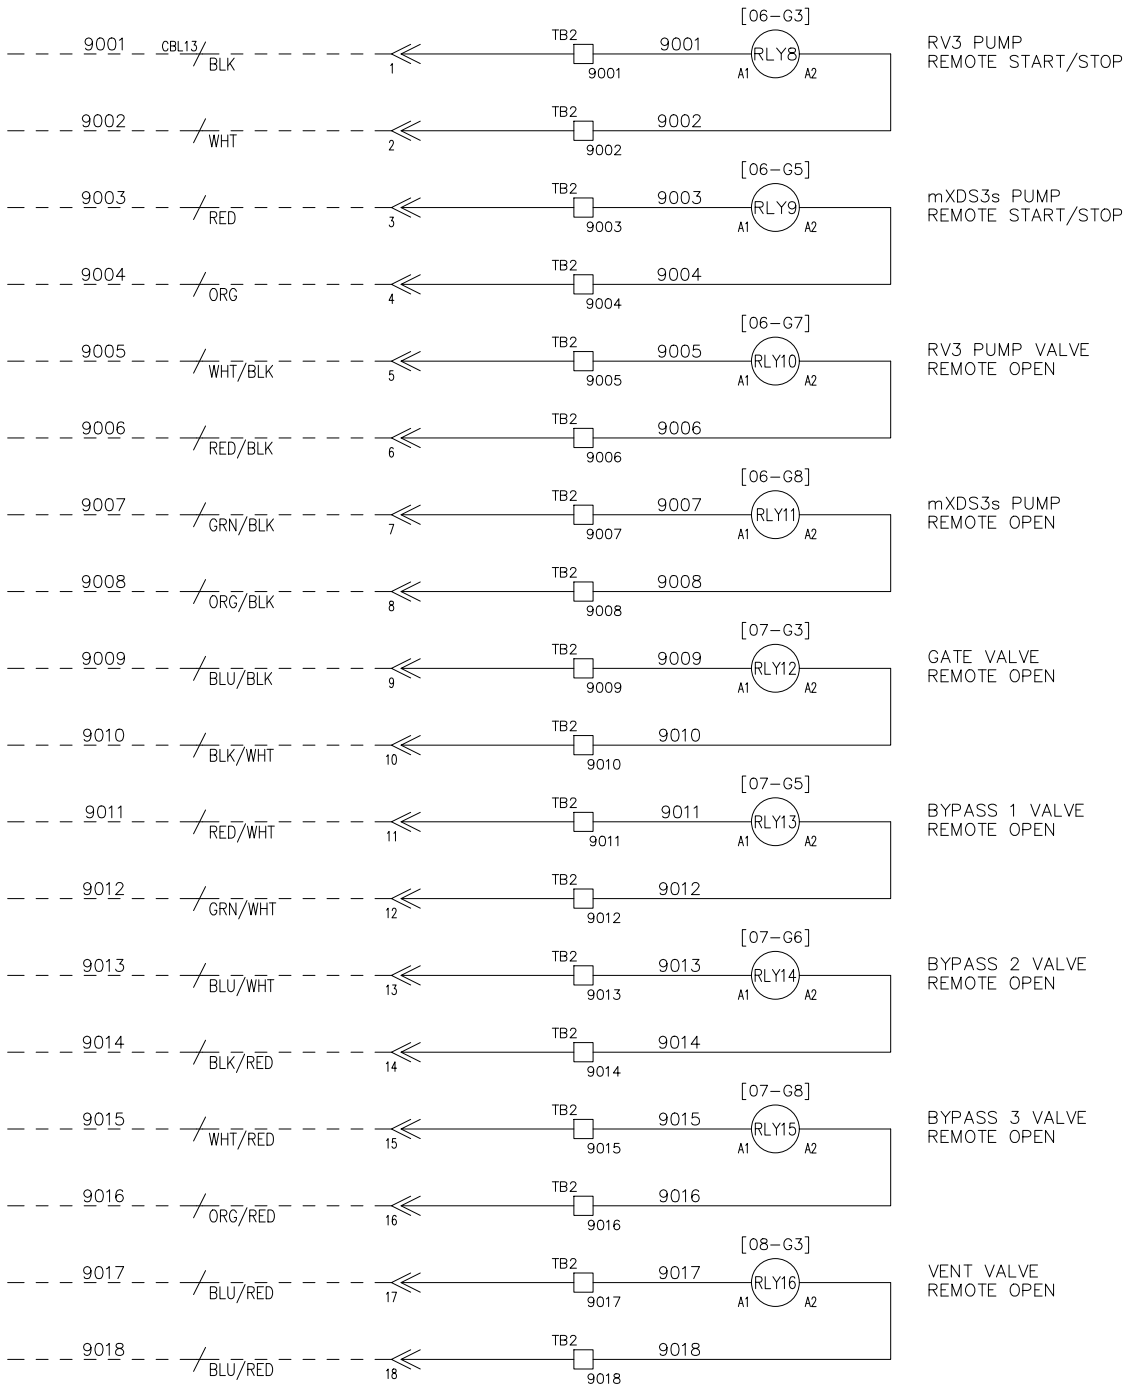 [06-G3]
9001 CBL13 BLK 1 TB2 9001 9001 RLY8 A1 A2 RV3 PUMP
REMOTE START/STOP
9002 WHT 2 TB2 9002 9002
[06-G5]
9003 RED 3 TB2 9003 9003 RLY9 A1 A2 mXDS3s PUMP
REMOTE START/STOP
9004 ORG 4 TB2 9004 9004
[06-G7]
9005 WHT/BLK 5 TB2 9005 9005 RLY10 A1 A2 RV3 PUMP VALVE
REMOTE OPEN
9006 RED/BLK 6 TB2 9006 9006
[06-G8]
9007 GRN/BLK 7 TB2 9007 9007 RLY11 A1 A2 mXDS3s PUMP
REMOTE OPEN
9008 ORG/BLK 8 TB2 9008 9008
[07-G3]
9009 BLU/BLK 9 TB2 9009 9009 RLY12 A1 A2 GATE VALVE
REMOTE OPEN
9010 BLK/WHT 10 TB2 9010 9010
[07-G5]
9011 RED/WHT 11 TB2 9011 9011 RLY13 A1 A2 BYPASS 1 VALVE
REMOTE OPEN
9012 GRN/WHT 12 TB2 9012 9012
[07-G6]
9013 BLU/WHT 13 TB2 9013 9013 RLY14 A1 A2 BYPASS 2 VALVE
REMOTE OPEN
9014 BLK/RED 14 TB2 9014 9014
[07-G8]
9015 WHT/RED 15 TB2 9015 9015 RLY15 A1 A2 BYPASS 3 VALVE
REMOTE OPEN
9016 ORG/RED 16 TB2 9016 9016
[08-G3]
9017 BLU/RED 17 TB2 9017 9017 RLY16 A1 A2 VENT VALVE
REMOTE OPEN
9018 BLU/RED 18 TB2 9018 9018